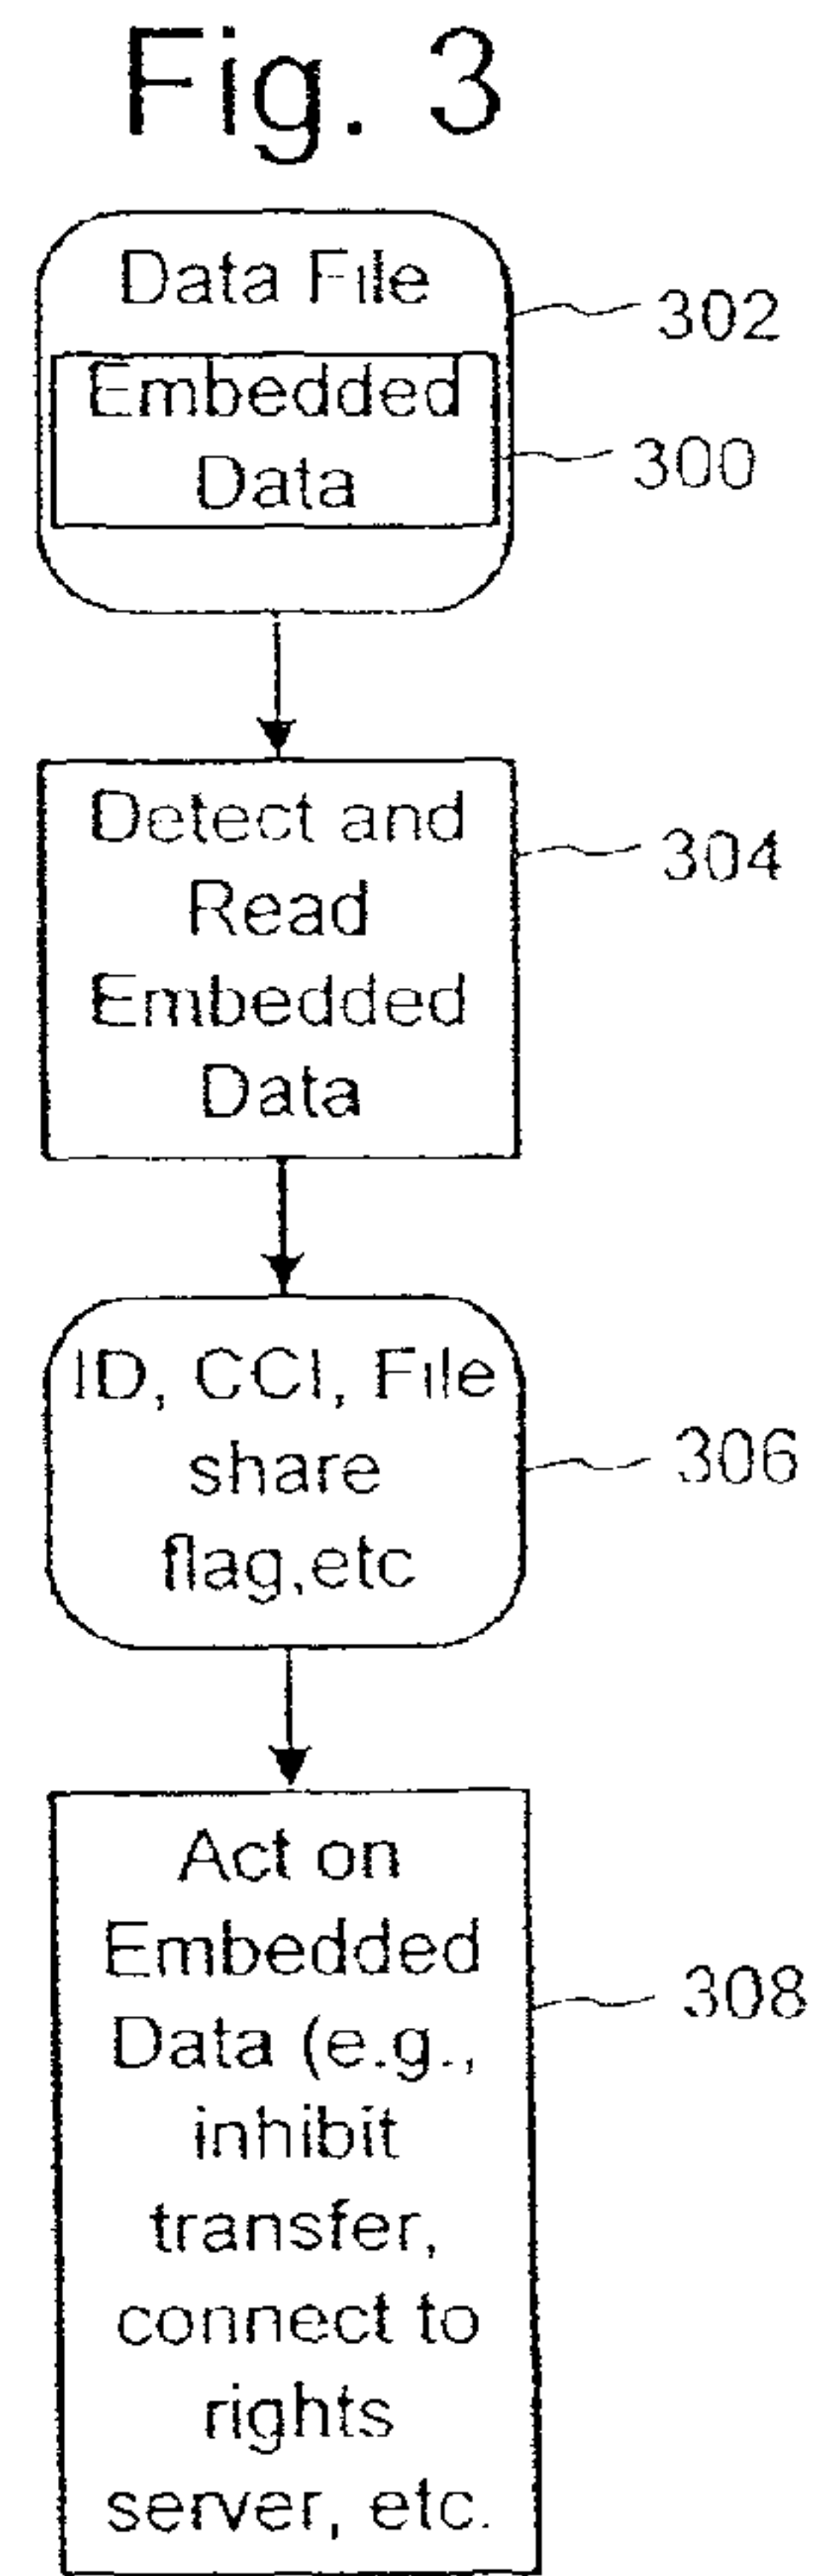 Fig. 3
Data File
302
Embedded
300
Data
Detect and
304
Read
Embedded
Data
ID, CCI, File
share
306
flag,etc
Act on
Embedded
308
Data (e.g.,
inhibit
transfer,
connect to
rights
server, etc.